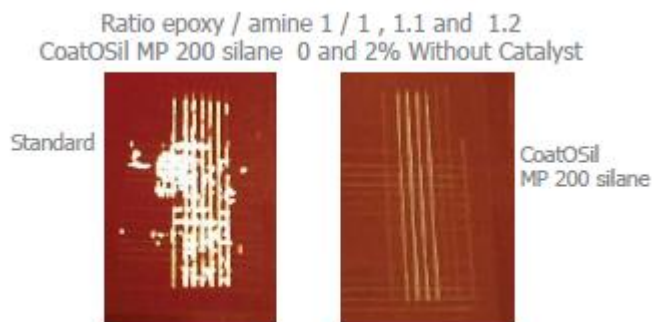 Ratio epoxy / amine 1 / 1 , 1.1 and 1.2
CoatOSil MP 200 silane 0 and 2% Without Catalyst
Standard
CoatOSil
MP 200 silane